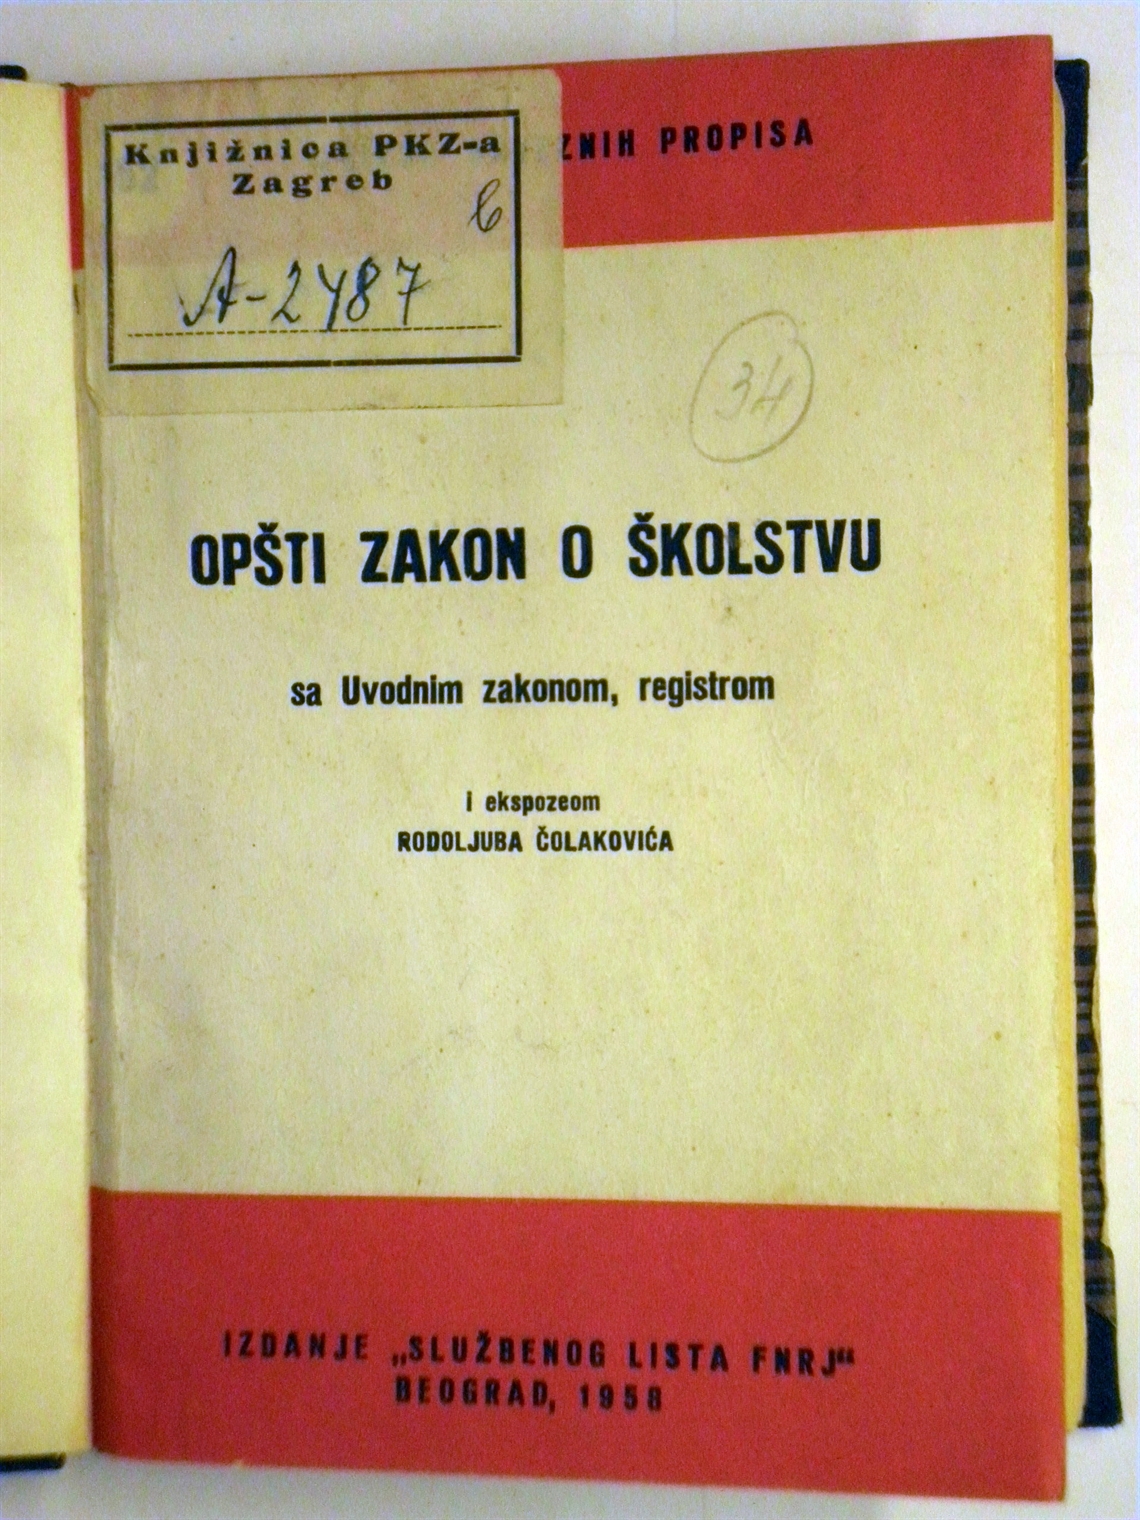 Knjižnica PKZ-a
Zagreb
A-2487
ZNIH PROPISA
34
OPŠTI ZAKON O ŠKOLSTVU
sa Uvodnim zakonom, registrom
i ekspozeom
RODOLJUBA ČOLAKOVIĆA
IZDANJE „SLUŽBENOG LISTA FNRJ“
BEOGRAD, 1958